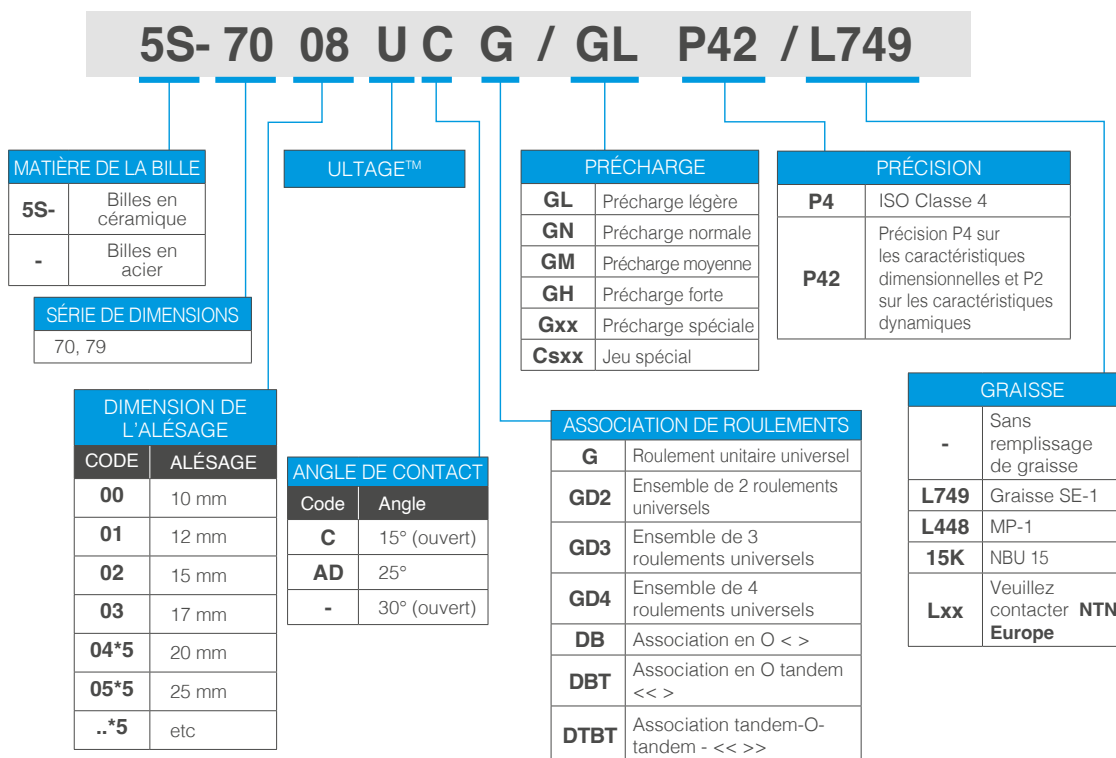 5S- 70 08 U C G / GL P42 / L749
MATIÈRE DE LA BILLE
5S- Billes en
céramique
- Billes en
acier
SÉRIE DE DIMENSIONS
70, 79
DIMENSION DE
L'ALÉSAGE
CODE ALÉSAGE
00 10 mm
01 12 mm
02 15 mm
03 17 mm
04*5 20 mm
05*5 25 mm
..*5 etc
ULTAGE™
ANGLE DE CONTACT
Code Angle
C 15° (ouvert)
AD 25°
- 30° (ouvert)
PRÉCHARGE
GL Précharge légère
GN Précharge normale
GM Précharge moyenne
GH Précharge forte
Gxx Précharge spéciale
Csxx Jeu spécial
ASSOCIATION DE ROULEMENTS
G Roulement unitaire universel
GD2 Ensemble de 2 roulements
universels
GD3 Ensemble de 3
roulements universels
GD4 Ensemble de 4
roulements universels
DB Association en O < >
DBT Association en O tandem
<< >
DTBT Association tandem-O-
tandem - << >>
PRÉCISION
P4 ISO Classe 4
P42 Précision P4 sur
les caractéristiques
dimensionnelles et P2
sur les caractéristiques
dynamiques
GRAISSE
- Sans
remplissage
de graisse
L749 Graisse SE-1
L448 MP-1
15K NBU 15
Lxx Veuillez
contacter NTN
Europe